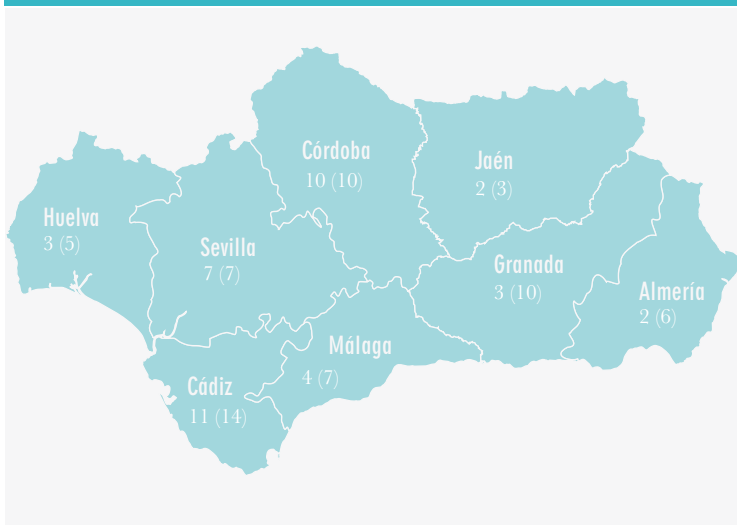 Córdoba
10 (10)
Jaén
2 (3)
Huelva
3 (5)
Sevilla
7 (7)
Granada
3 (10)
Almería
2 (6)
Málaga
4 (7)
Cádiz
11 (14)